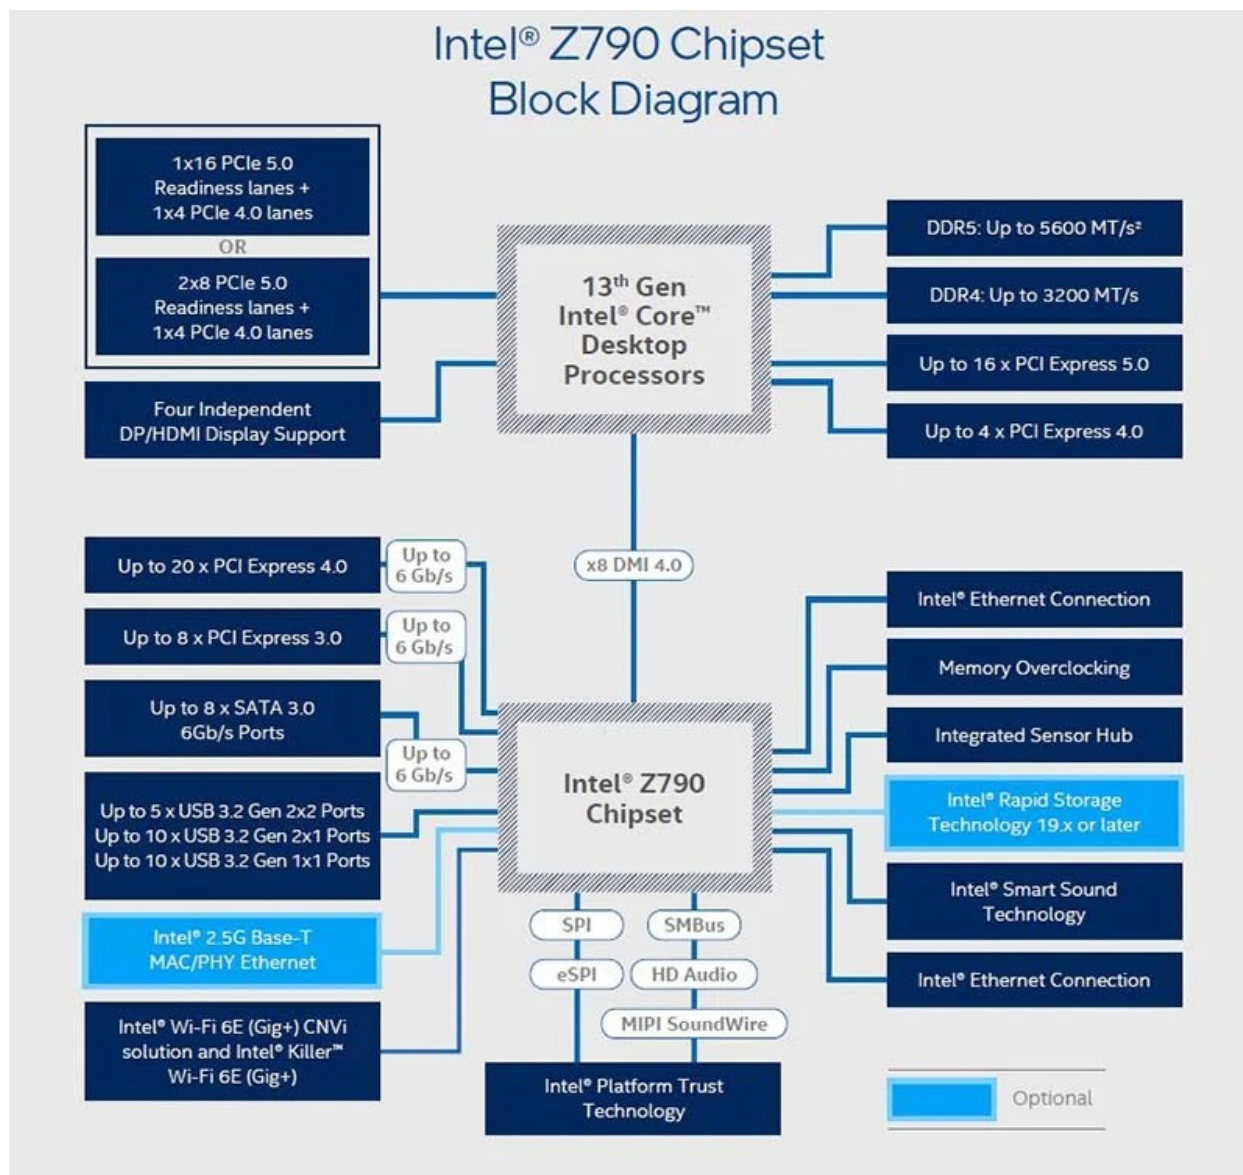 Intel® Z790 Chipset
Block Diagram
1x16 PCIe 5.0
Readiness lanes +
1x4 PCIe 4.0 lanes
OR
2x8 PCIe 5.0
Readiness lanes +
1x4 PCIe 4.0 lanes
Four Independent
DP/HDMI Display Support
13th Gen
Intel® Core™
Desktop
Processors
DDR5: Up to 5600 MT/s²
DDR4: Up to 3200 MT/s
Up to 16 x PCI Express 5.0
Up to 4 x PCI Express 4.0
x8 DMI 4.0
Up to 20 x PCI Express 4.0
Up to
6 Gb/s
Up to 8 x PCI Express 3.0
Up to
6 Gb/s
Up to 8 x SATA 3.0
6Gb/s Ports
Up to
6 Gb/s
Up to 5 x USB 3.2 Gen 2x2 Ports
Up to 10 x USB 3.2 Gen 2x1 Ports
Up to 10 x USB 3.2 Gen 1x1 Ports
Intel® 2.5G Base-T
MAC/PHY Ethernet
Intel® Wi-Fi 6E (Gig+) CNVi
solution and Intel® Killer™
Wi-Fi 6E (Gig+)
Intel® Z790
Chipset
Intel® Ethernet Connection
Memory Overclocking
Integrated Sensor Hub
Intel® Rapid Storage
Technology 19.x or later
Intel® Smart Sound
Technology
Intel® Ethernet Connection
SPI
eSPI
SMBus
HD Audio
MIPI SoundWire
Intel® Platform Trust
Technology
Optional